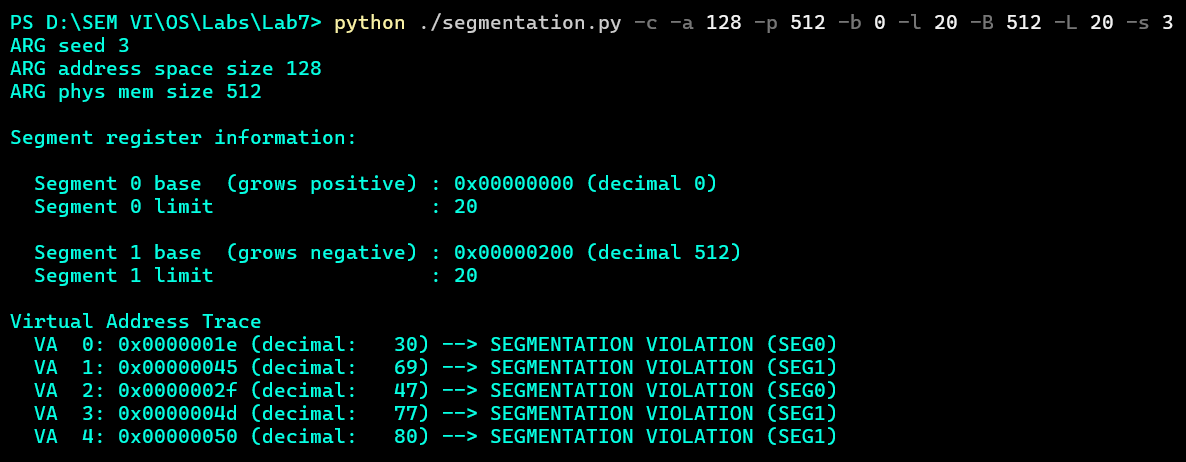 PS D:\SEM VI\OS\Labs\Lab7> python ./segmentation.py -c -a 128 -p 512 -b 0 -l 20 -B 512 -L 20 -s 3
ARG seed 3
ARG address space size 128
ARG phys mem size 512
Segment register information:
Segment 0 base  (grows positive) : 0x00000000 (decimal 0)
Segment 0 limit                  : 20
Segment 1 base  (grows negative) : 0x00000200 (decimal 512)
Segment 1 limit                  : 20
Virtual Address Trace
VA  0: 0x0000001e (decimal:   30) --> SEGMENTATION VIOLATION (SEG0)
VA  1: 0x00000045 (decimal:   69) --> SEGMENTATION VIOLATION (SEG1)
VA  2: 0x0000002f (decimal:   47) --> SEGMENTATION VIOLATION (SEG0)
VA  3: 0x0000004d (decimal:   77) --> SEGMENTATION VIOLATION (SEG1)
VA  4: 0x00000050 (decimal:   80) --> SEGMENTATION VIOLATION (SEG1)